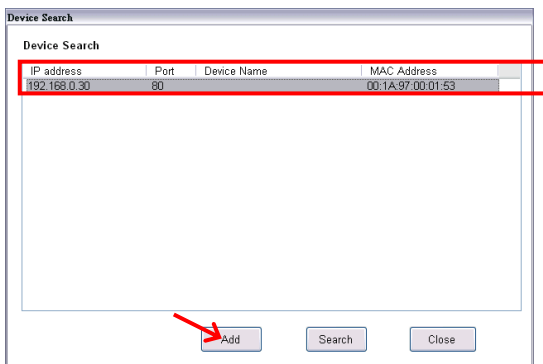 Device Search
Device Search
IP address Port Device Name MAC Address
192.168.0.30 80 00:1A:97:00:01:53
Add Search Close